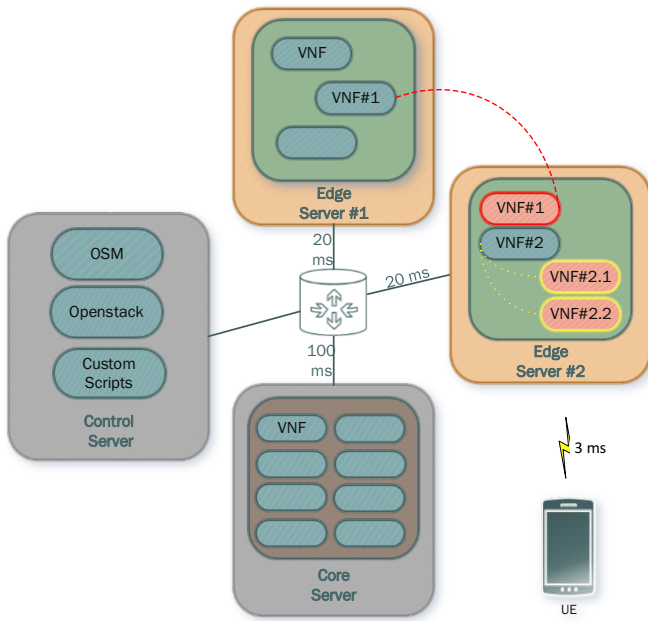 VNF
VNF#1
Edge
Server #1
VNF#1
VNF#2
VNF#2.1
VNF#2.2
Edge
Server #2
OSM
Openstack
Custom
Scripts
Control
Server
20
ms
20 ms
100
ms
VNF
Core
Server
3 ms
UE